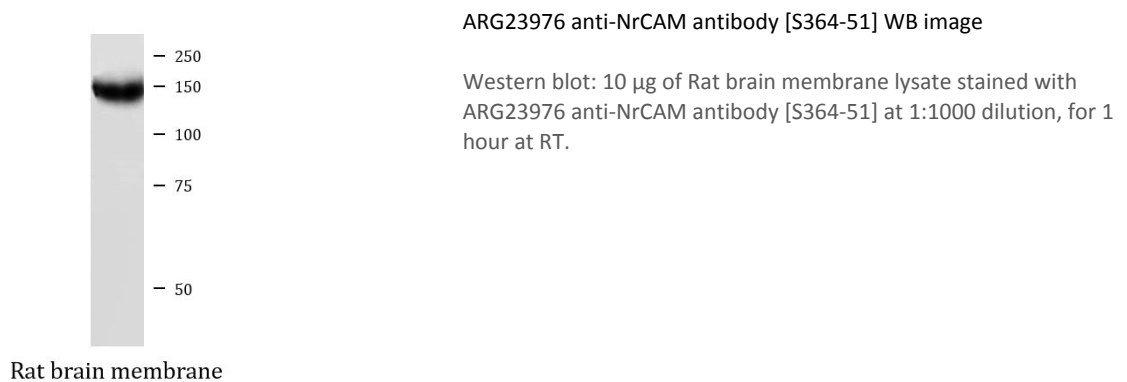 ARG23976 anti-NrCAM antibody [S364-51] WB image
Western blot: 10 µg of Rat brain membrane lysate stained with
ARG23976 anti-NrCAM antibody [S364-51] at 1:1000 dilution, for 1
hour at RT.
250
150
100
75
50
Rat brain membrane